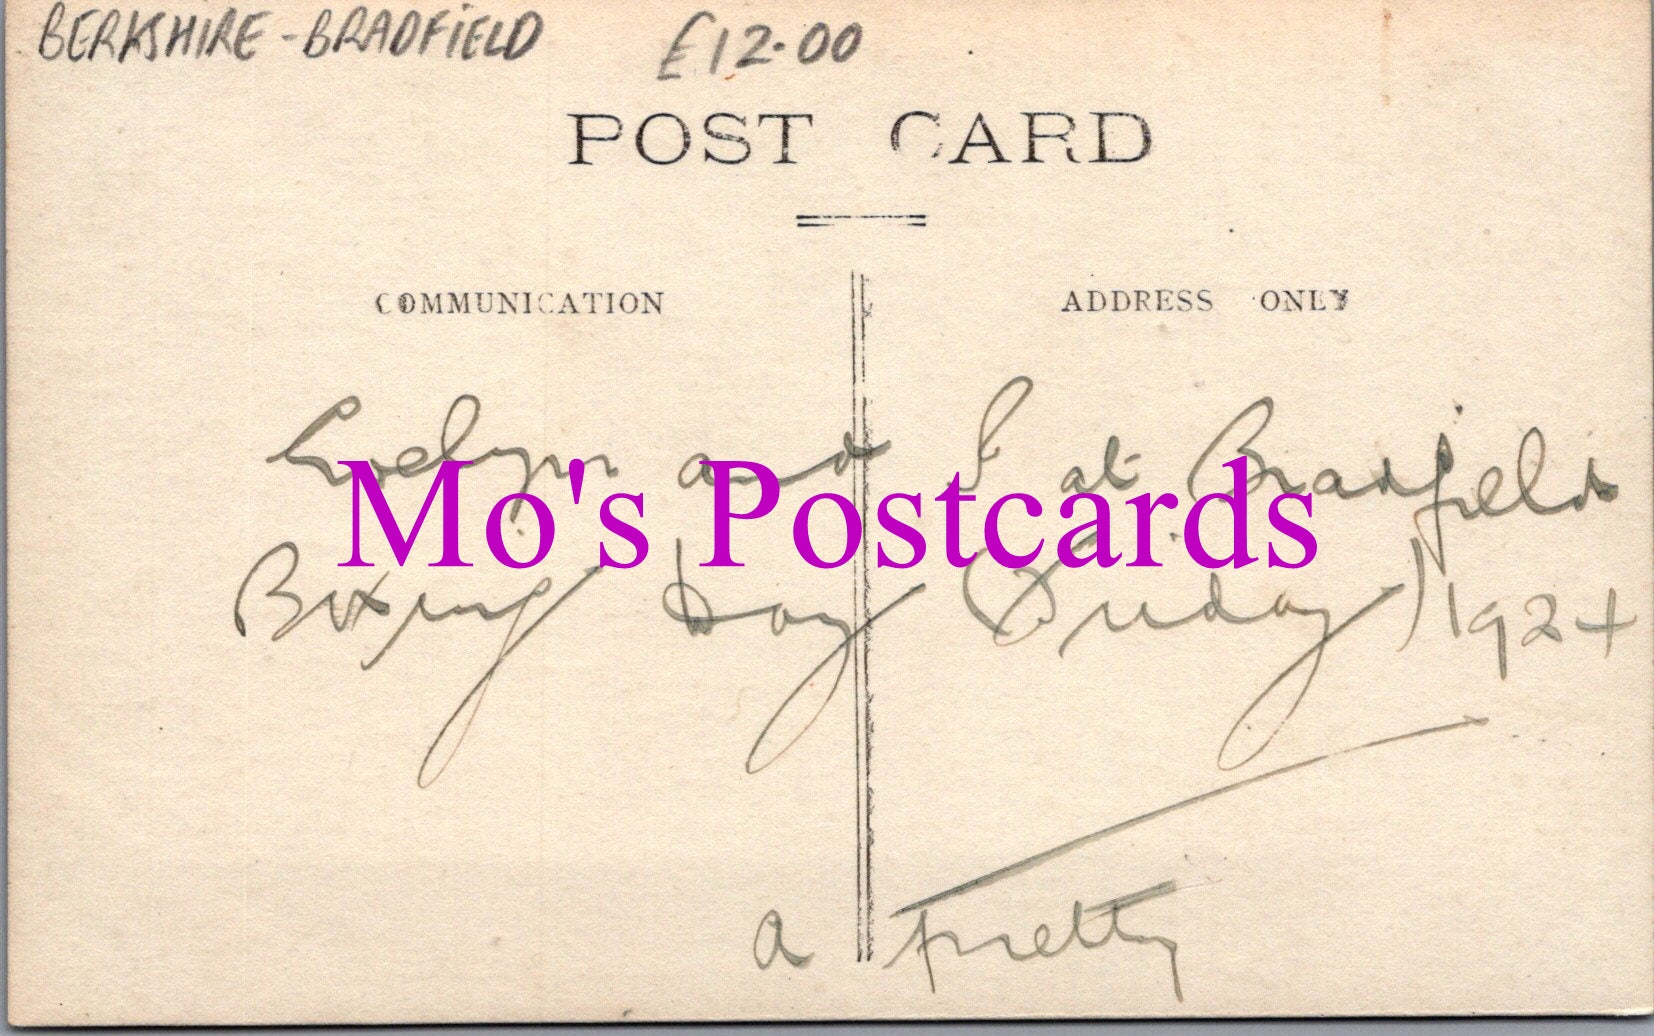 BERKSHIRE - BRADFIELD £12.00
POST CARD
COMMUNICATION ADDRESS ONLY
Evelyn and I at Bradfield
Mo's Postcards
Boxing Day (Friday) 1924
A Pretty